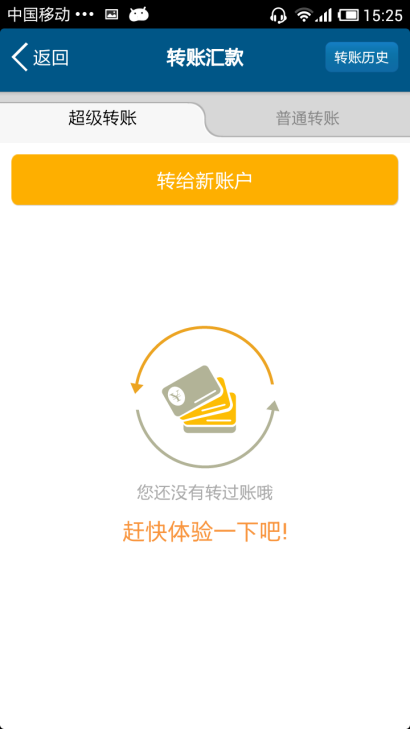 中国移动 ••• 15:25
返回 转账汇款 转账历史
超级转账 普通转账
转给新账户
您还没有转过账哦
赶快体验一下吧!